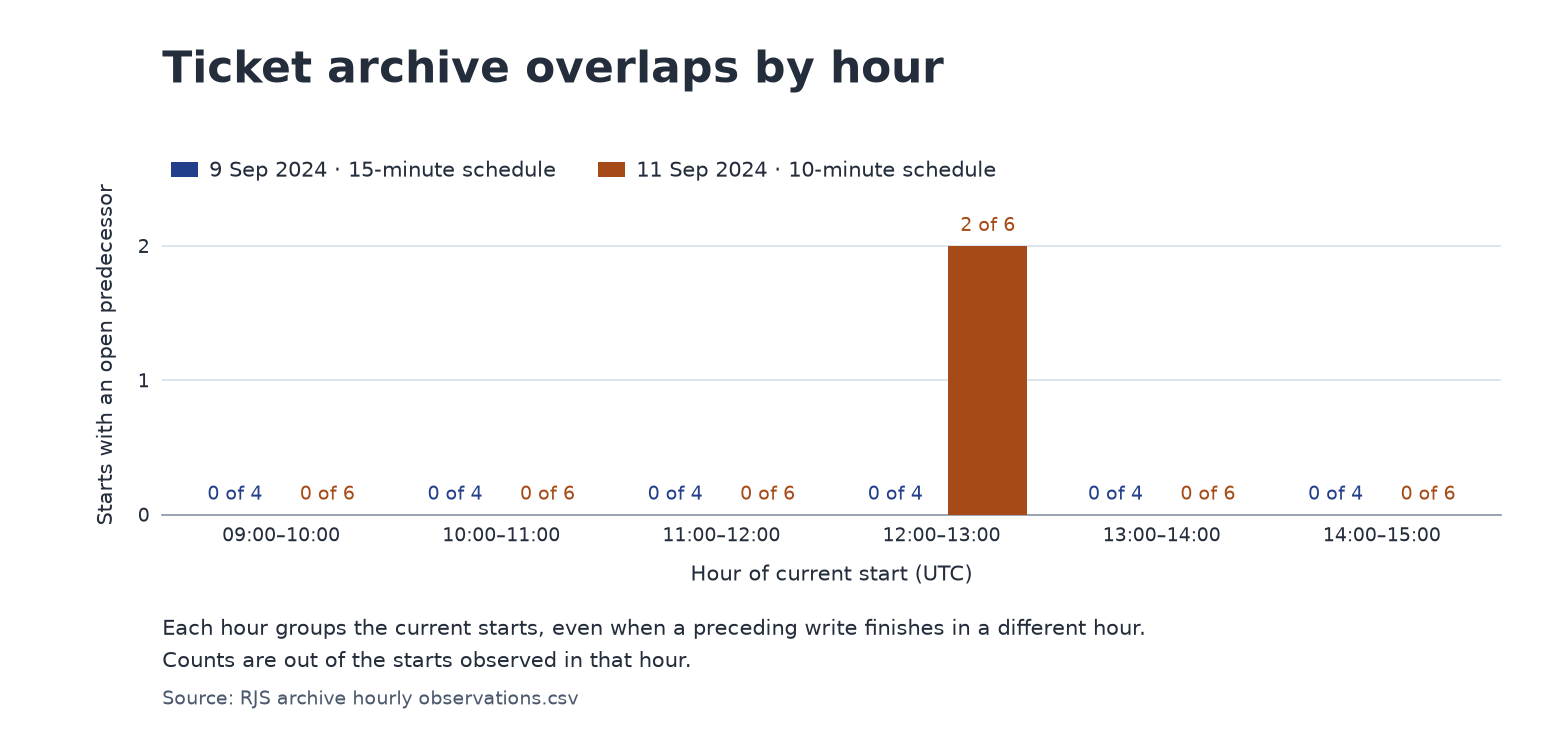 Ticket archive overlaps by hour
9 Sep 2024 · 15-minute schedule
11 Sep 2024 · 10-minute schedule
Starts with an open predecessor
2
1
0
0 of 4
0 of 6
0 of 4
0 of 6
0 of 4
0 of 6
0 of 4
2 of 6
0 of 4
0 of 6
0 of 4
0 of 6
09:00–10:00
10:00–11:00
11:00–12:00
12:00–13:00
13:00–14:00
14:00–15:00
Hour of current start (UTC)
Each hour groups the current starts, even when a preceding write finishes in a different hour.
Counts are out of the starts observed in that hour.
Source: RJS archive hourly observations.csv